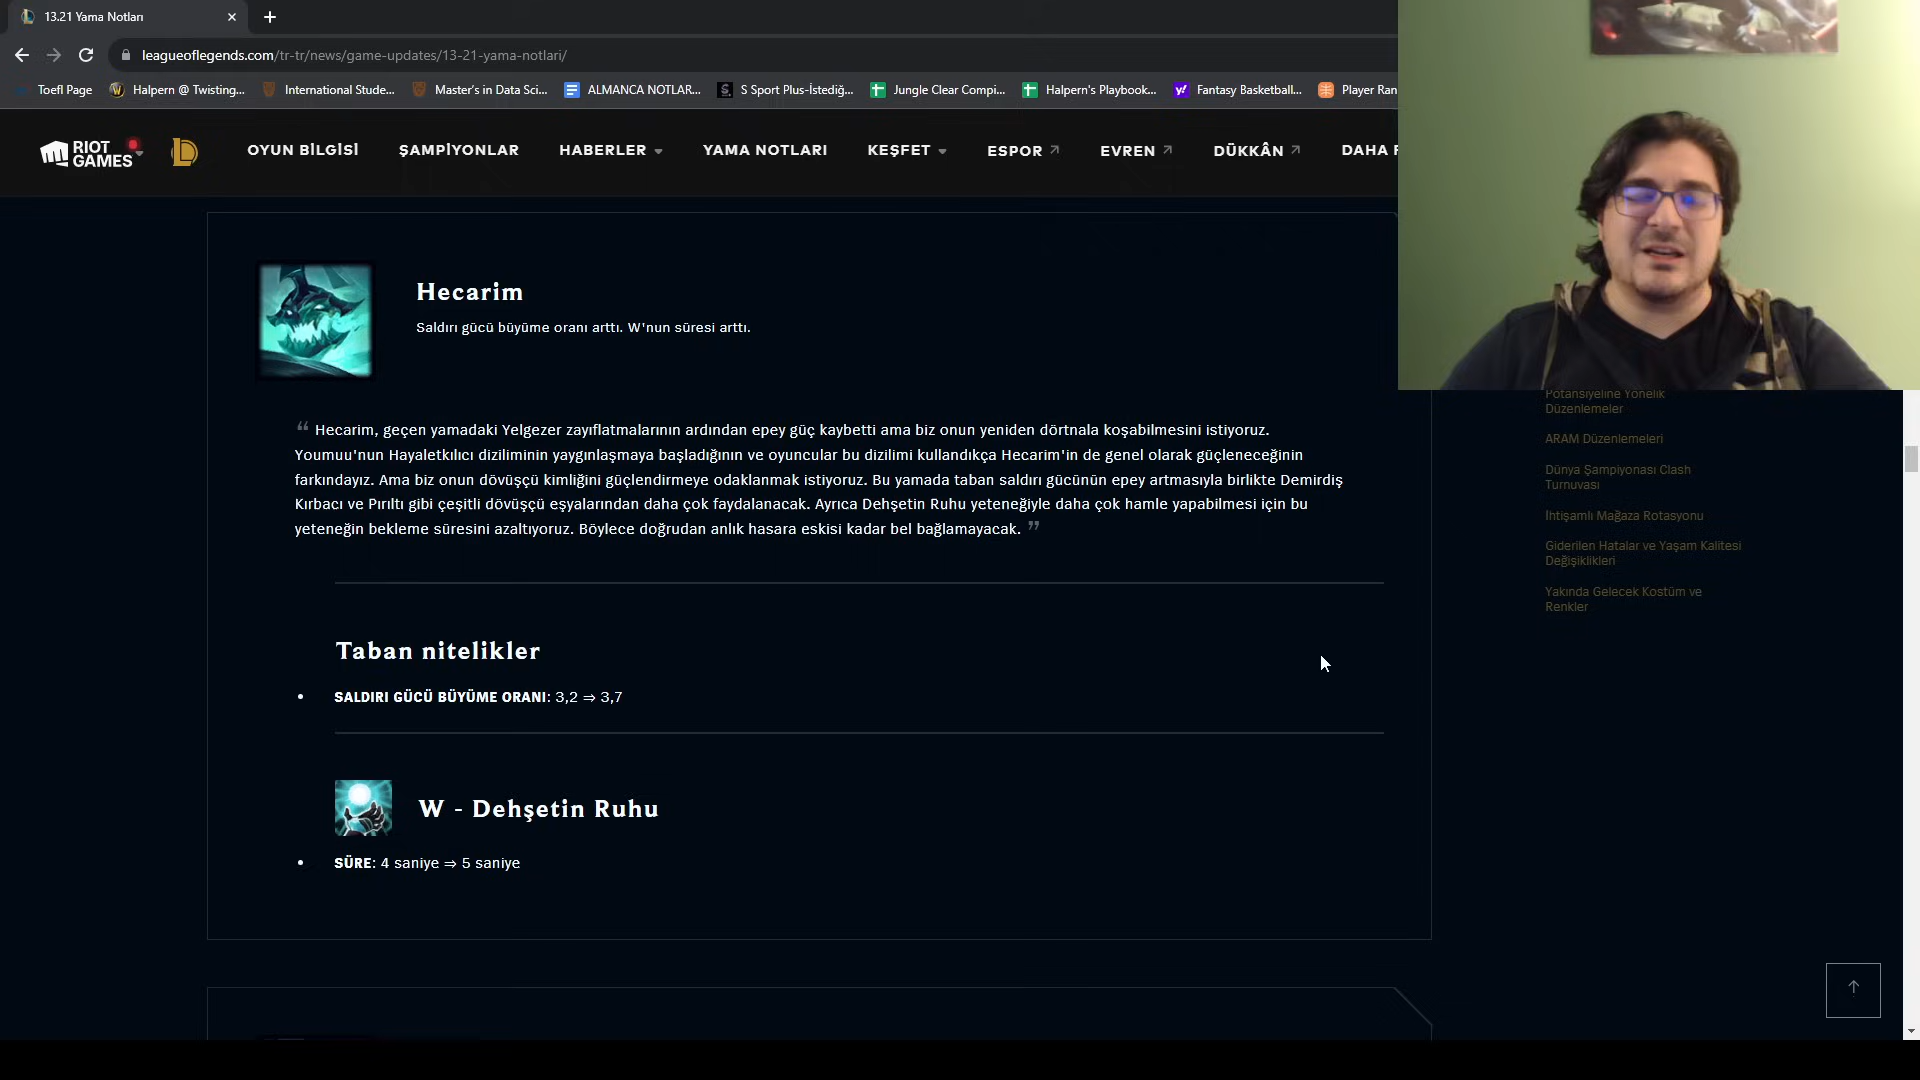 13.21 Yama Notları
leagueoflegends.com/tr-tr/news/game-updates/13-21-yama-notlari/
Toefl Page
Halpern @ Twisting...
International Stude...
Master's in Data Sci...
ALMANCA NOTLAR...
S Sport Plus-İstediğ...
Jungle Clear Compi...
Halpern's Playbook...
Fantasy Basketball...
Player Ran
RIOT GAMES
OYUN BİLGİSİ
ŞAMPİYONLAR
HABERLER
YAMA NOTLARI
KEŞFET
ESPOR
EVREN
DÜKKÂN
DAHA F
Hecarim
Saldırı gücü büyüme oranı arttı. W'nun süresi arttı.
“ Hecarim, geçen yamadaki Yelgezer zayıflatmalarının ardından epey güç kaybetti ama biz onun yeniden dörtnala koşabilmesini istiyoruz.
Youmuu'nun Hayaletkılıcı diziliminin yaygınlaşmaya başladığının ve oyuncular bu dizilimi kullandıkça Hecarim'in de genel olarak güçleneceğinin
farkındayız. Ama biz onun dövüşçü kimliğini güçlendirmeye odaklanmak istiyoruz. Bu yamada taban saldırı gücünün epey artmasıyla birlikte Demirdiş
Kırbacı ve Pırıltı gibi çeşitli dövüşçü eşyalarından daha çok faydalanacak. Ayrıca Dehşetin Ruhu yeteneğiyle daha çok hamle yapabilmesi için bu
yeteneğin bekleme süresini azaltıyoruz. Böylece doğrudan anlık hasara eskisi kadar bel bağlamayacak. ”
Taban nitelikler
• SALDIRI GÜCÜ BÜYÜME ORANI: 3,2 ⇒ 3,7
W - Dehşetin Ruhu
• SÜRE: 4 saniye ⇒ 5 saniye
Potansiyeline Yönelik
Düzenlemeler
ARAM Düzenlemeleri
Dünya Şampiyonası Clash
Turnuvası
İhtişamlı Mağaza Rotasyonu
Giderilen Hatalar ve Yaşam Kalitesi
Değişiklikleri
Yakında Gelecek Kostüm ve
Renkler